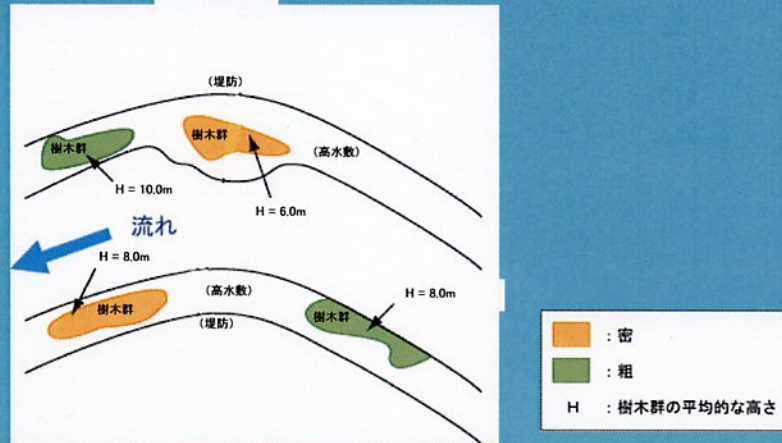 (堤防)
樹木群
樹木群
(高水敷)
H = 10.0m
H = 6.0m
流れ
H = 8.0m
(高水敷)
H = 8.0m
樹木群
樹木群
(堤防)
：密
：粗
H ：樹木群の平均的な高さ